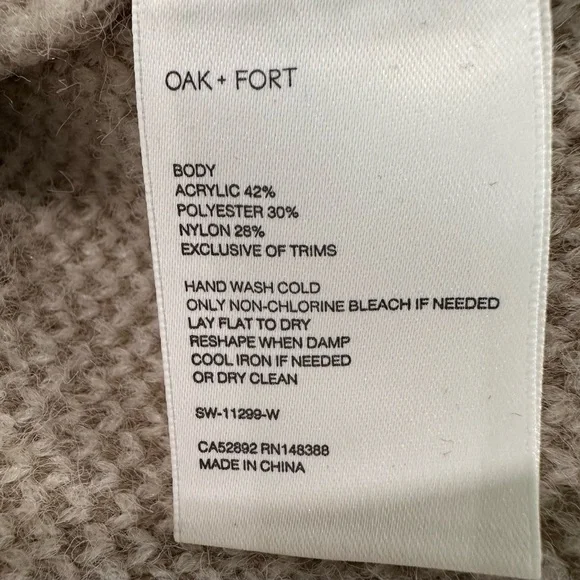 OAK + FORT
BODY
ACRYLIC 42%
POLYESTER 30%
NYLON 28%
EXCLUSIVE OF TRIMS
HAND WASH COLD
ONLY NON-CHLORINE BLEACH IF NEEDED
LAY FLAT TO DRY
RESHAPE WHEN DAMP
COOL IRON IF NEEDED
OR DRY CLEAN
SW-11299-W
CA52892 RN148388
MADE IN CHINA